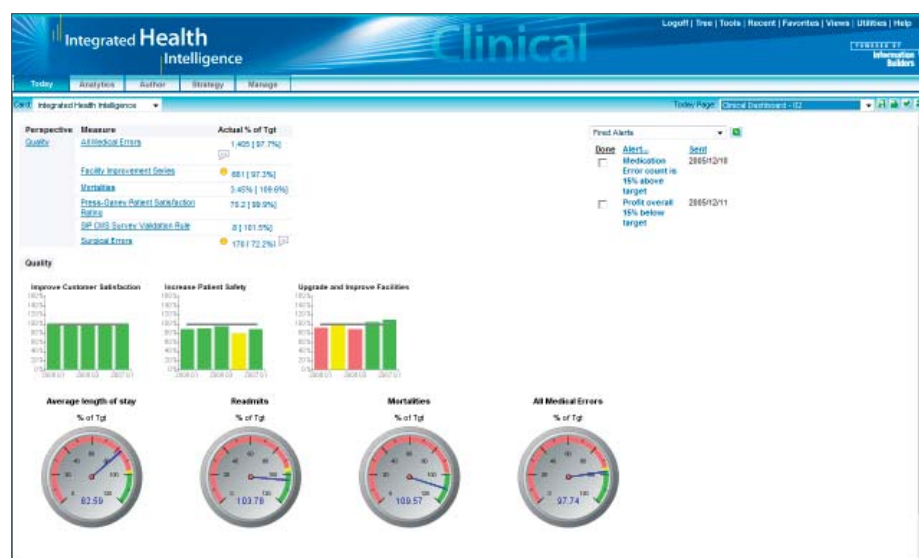 Logoff | Tree | Tools | Recent | Favorites | Views | Utilities | Help
Integrated Health
Intelligence
Clinical
POWERED BY
Information
Builders
Today Analytics Author Strategy Manage
Card: Integrated Health Intelligence
Today Page: Clinical Dashboard - 02
Perspective Measure Actual % of Tgt
Quality All Medical Errors 1,405 [ 97.7%]
Facility Improvement Series 681 [ 97.3%]
Mortalities 3.45% [ 109.6%]
Press-Ganey Patient Satisfaction
Rating 79.2 [ 99.9%]
SIP CMS Survey Validation Rule 8 [ 101.5%]
Surgical Errors 176 [ 72.2%]
Fired Alerts
Done Alert... Sent
Medication 2005/12/10
Error count is
15% above
target
Profit overall 2005/12/11
15% below
target
Quality
Improve Customer Satisfaction Increase Patient Safety Upgrade and Improve Facilities
Average length of stay Readmits Mortalities All Medical Errors
% of Tgt % of Tgt % of Tgt % of Tgt
82.59 103.78 109.57 97.74